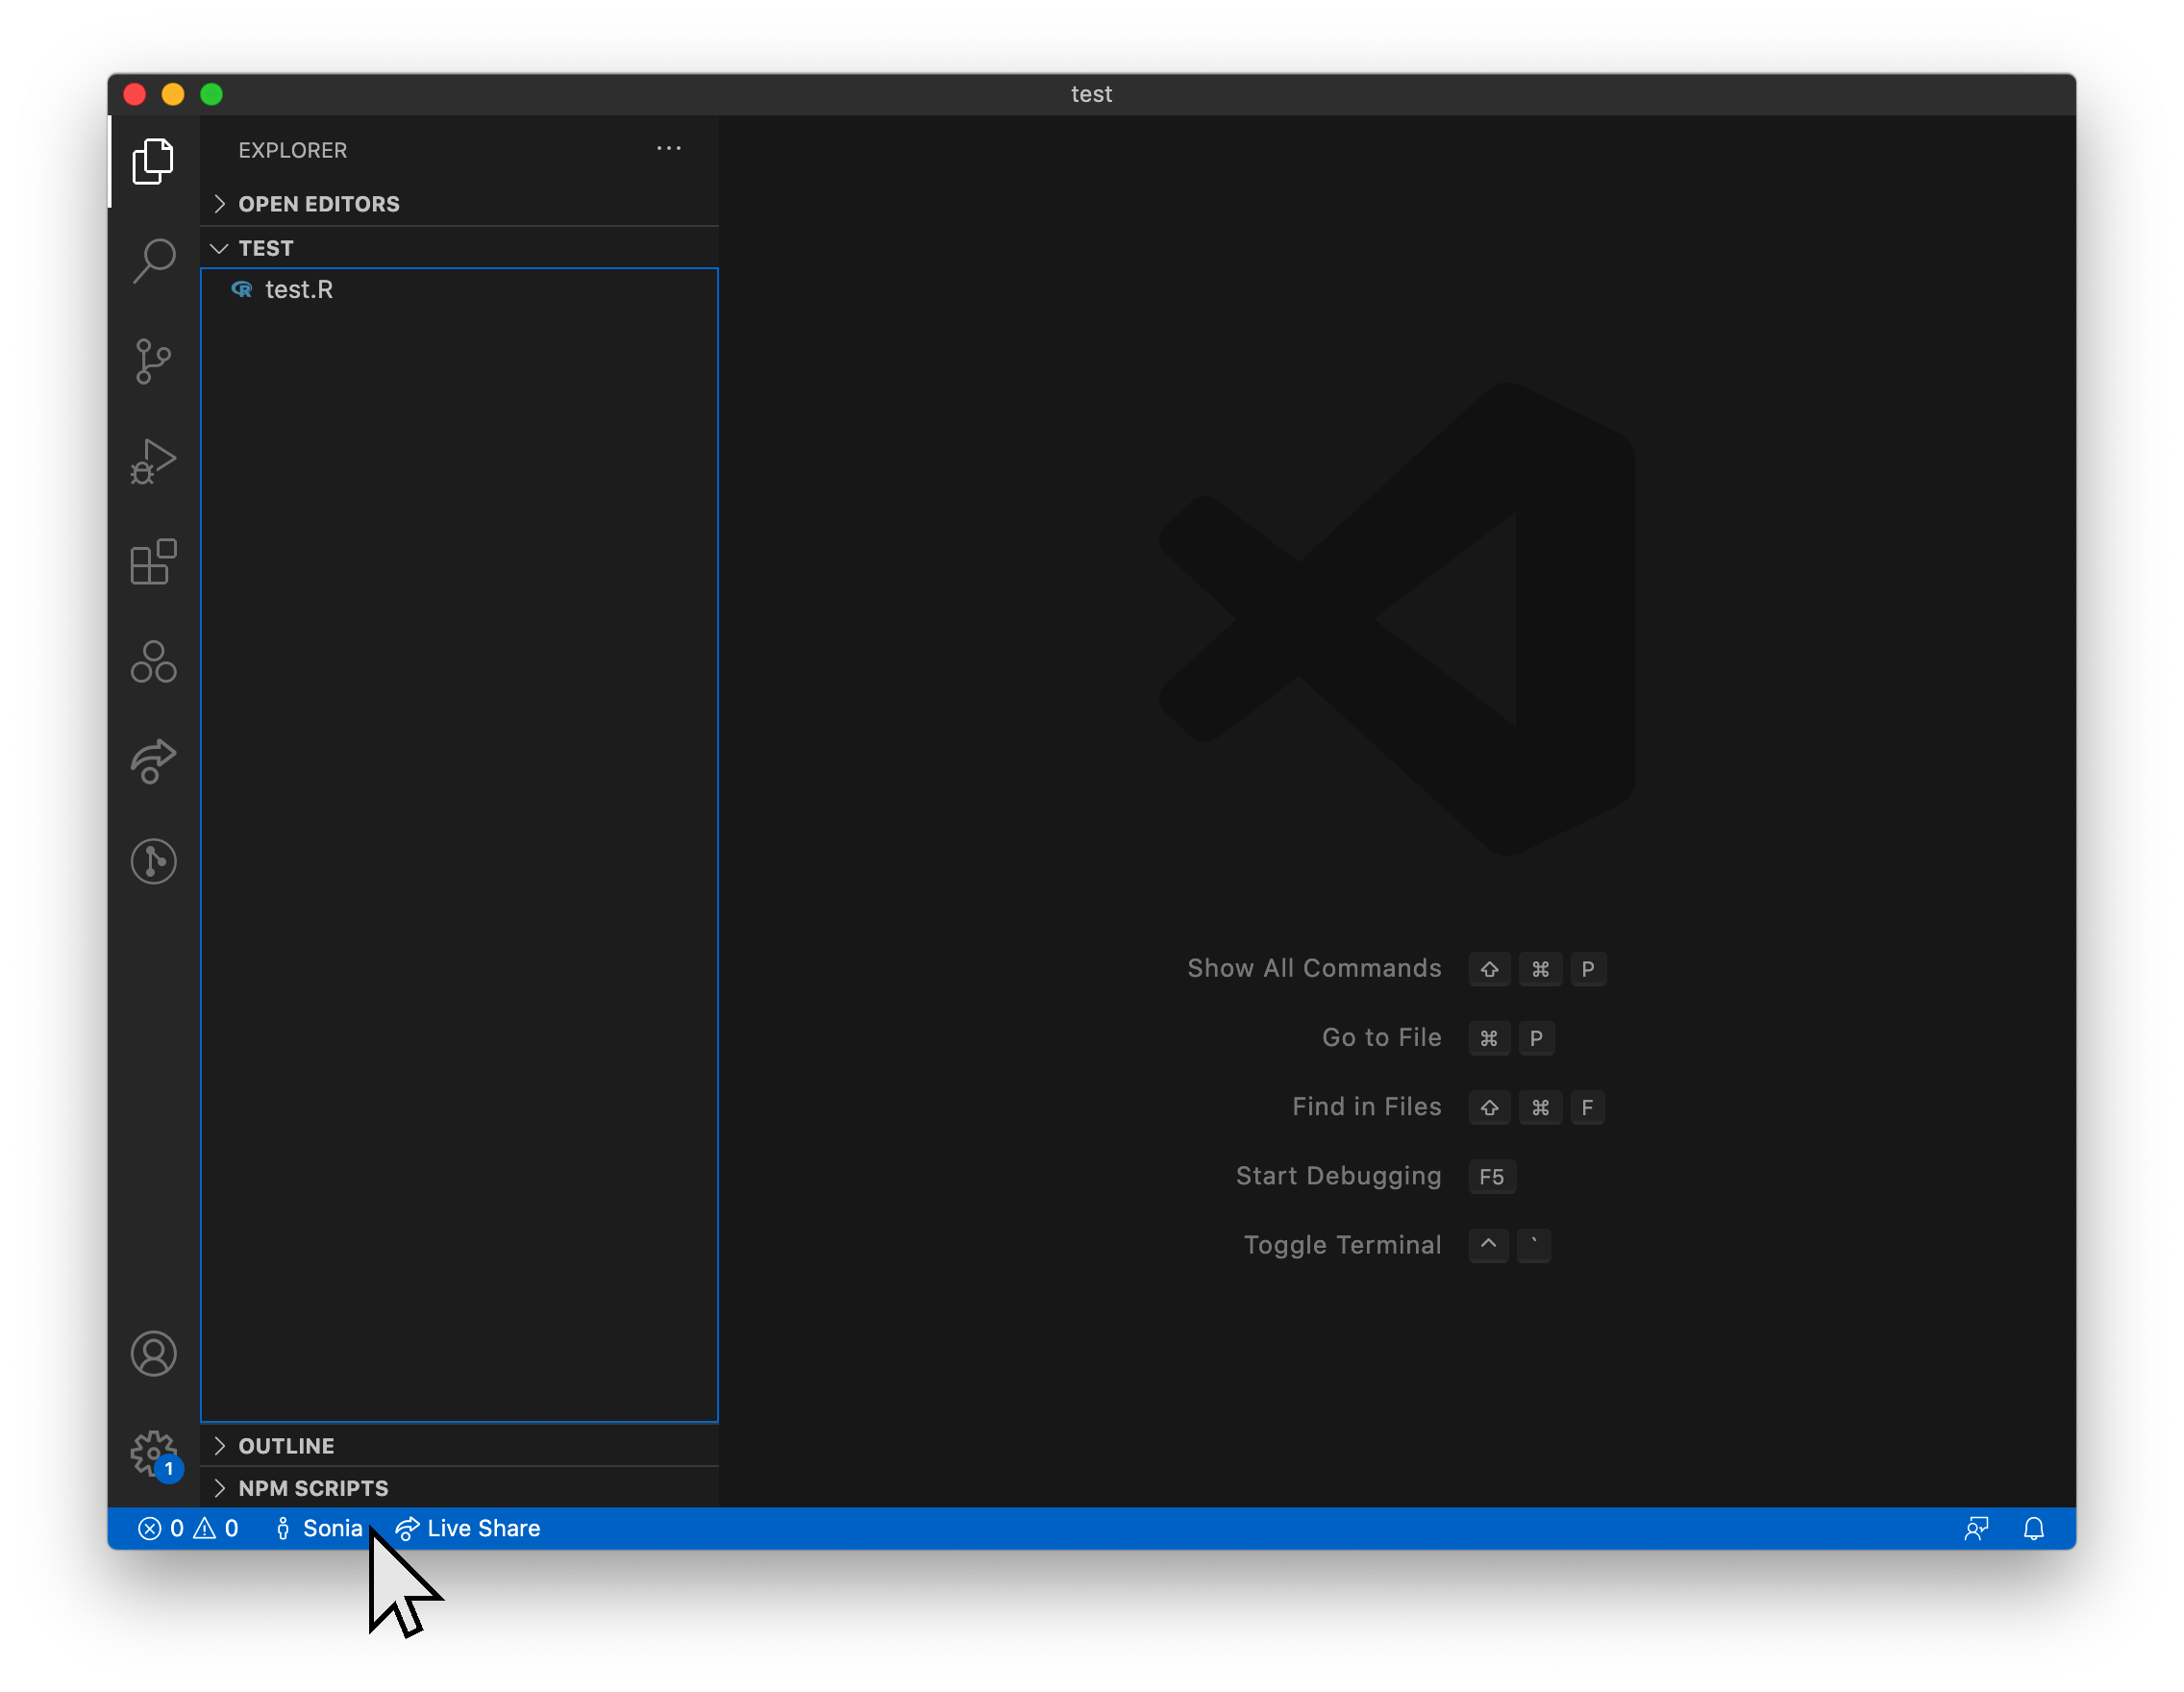 test
EXPLORER
OPEN EDITORS
TEST
test.R
Show All Commands ⇧ ⌘ P
Go to File ⌘ P
Find in Files ⇧ ⌘ F
Start Debugging F5
Toggle Terminal ^ `
OUTLINE
1
NPM SCRIPTS
0 0 Sonia Live Share